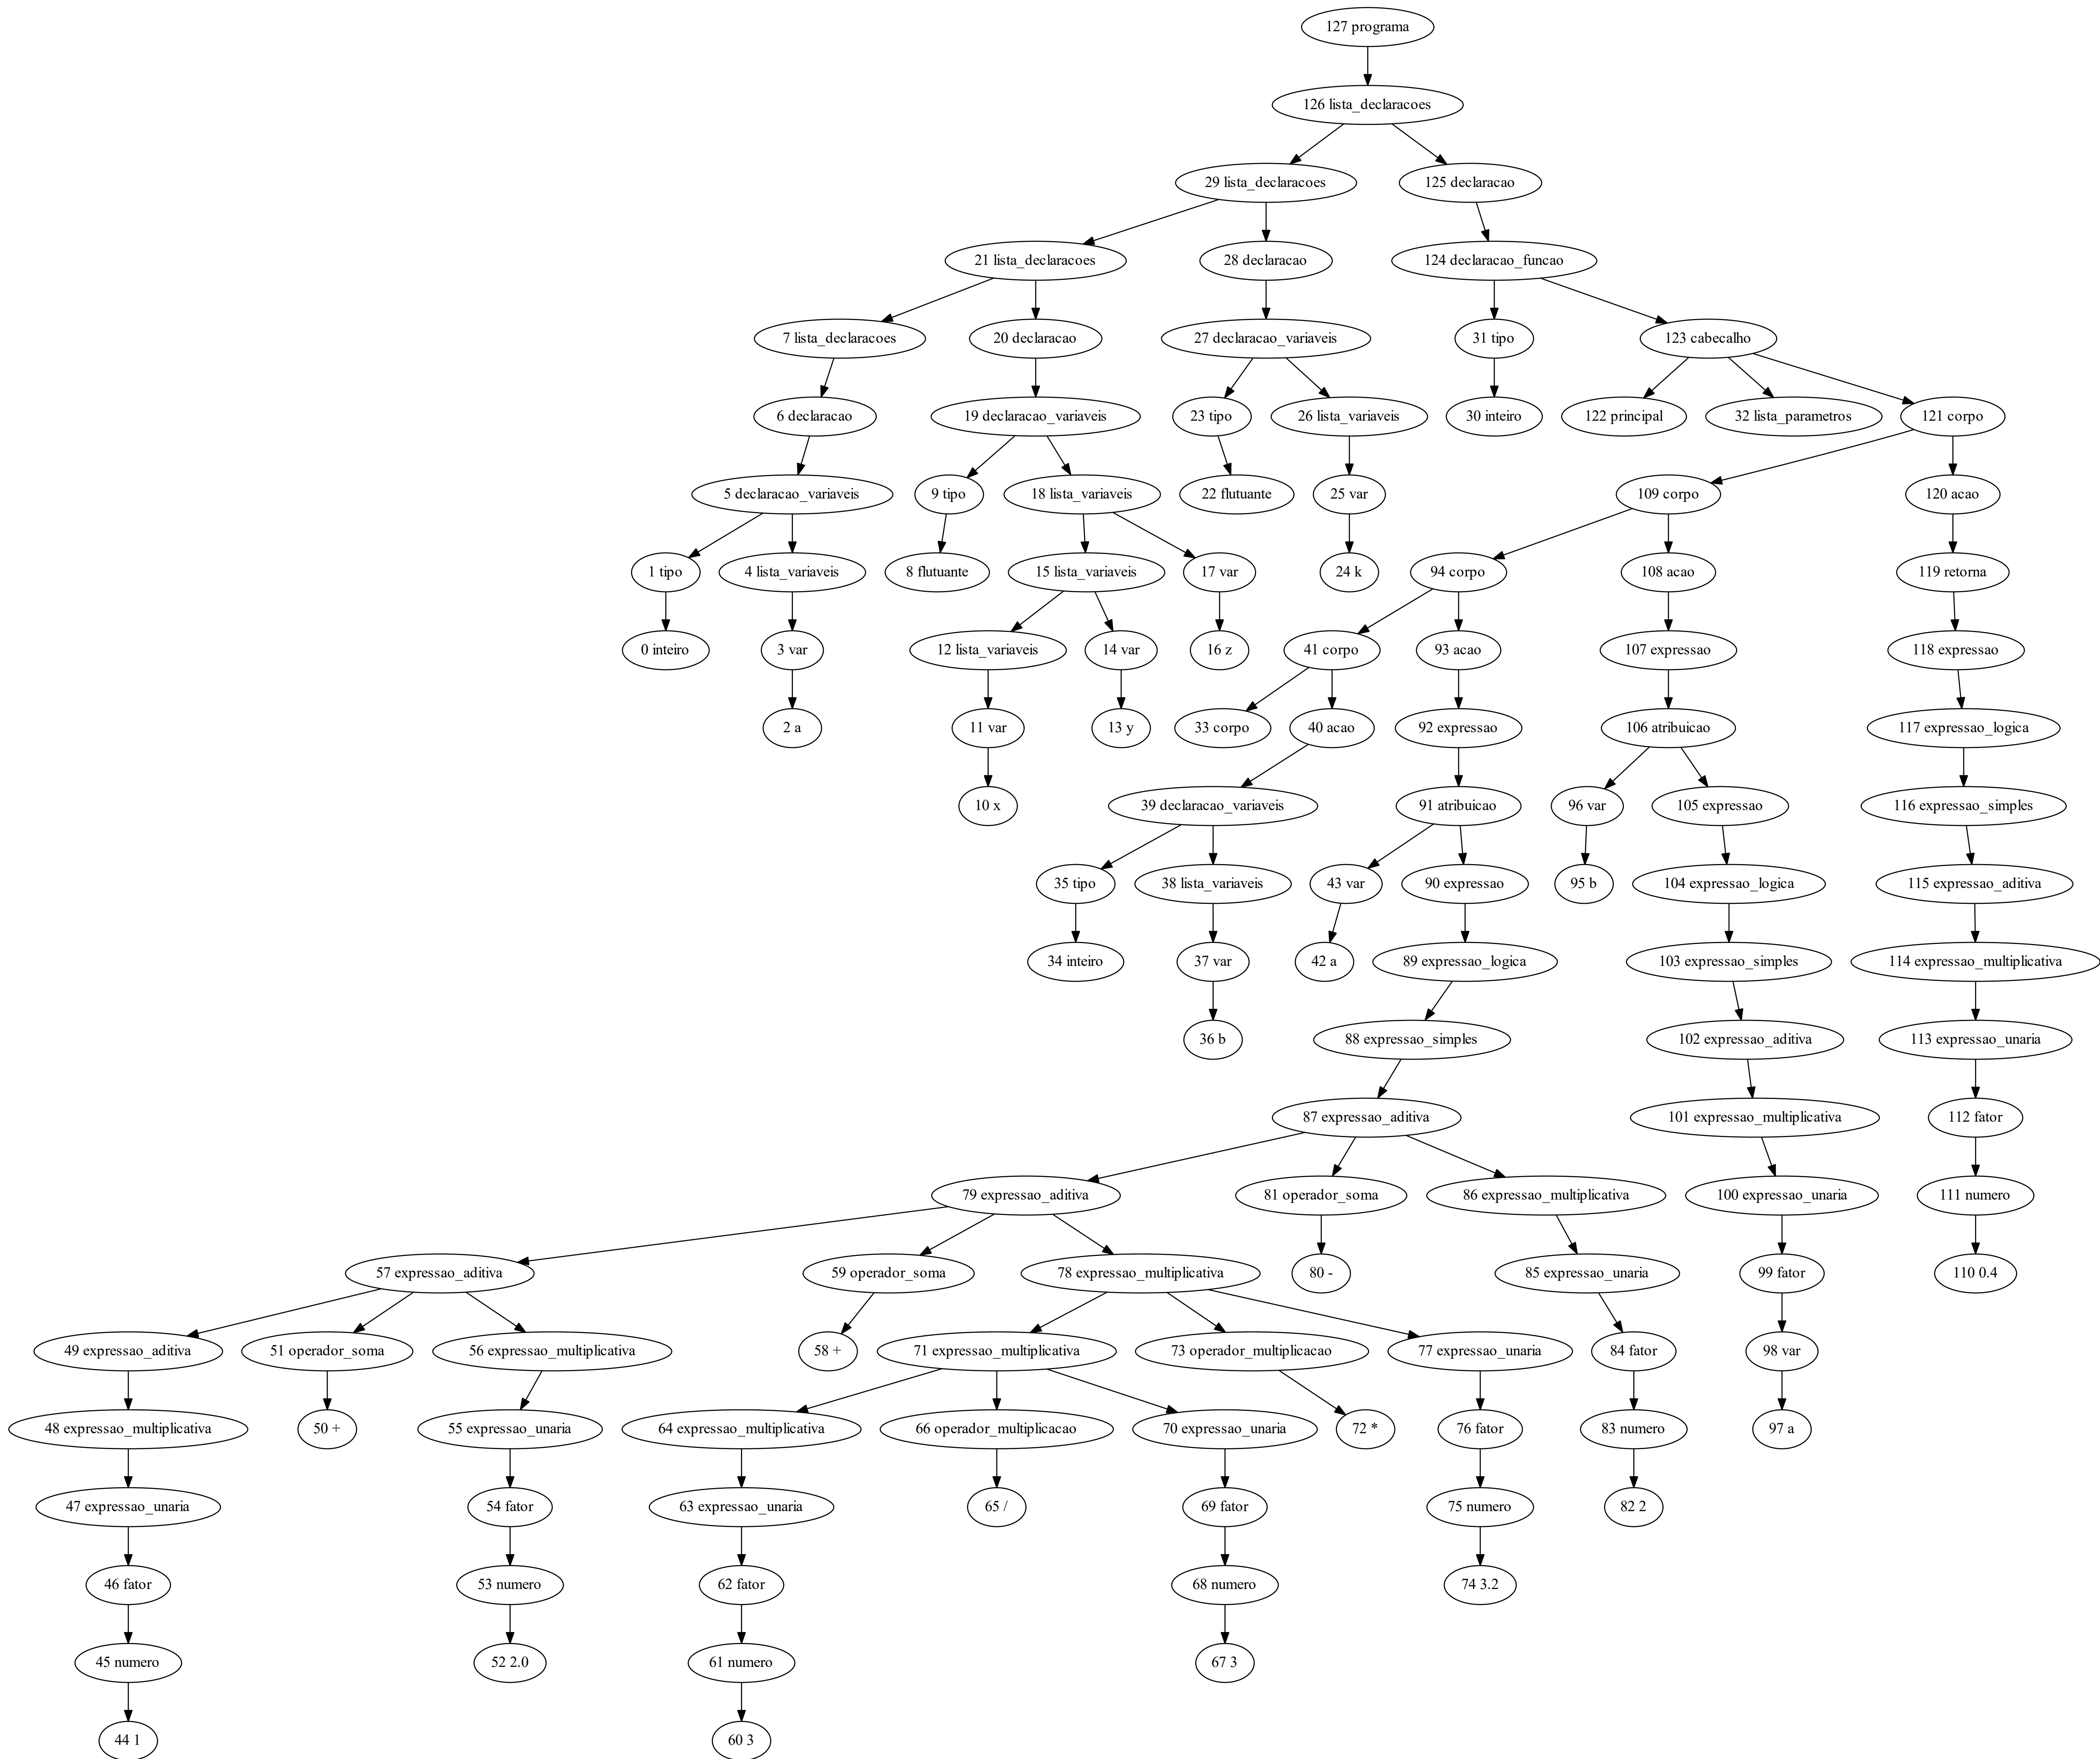 127 programa
126 lista_declaracoes
29 lista_declaracoes
125 declaracao
21 lista_declaracoes
28 declaracao
124 declaracao_funcao
7 lista_declaracoes
20 declaracao
27 declaracao_variaveis
31 tipo
123 cabecalho
6 declaracao
19 declaracao_variaveis
23 tipo
26 lista_variaveis
30 inteiro
122 principal
32 lista_parametros
121 corpo
5 declaracao_variaveis
9 tipo
18 lista_variaveis
22 flutuante
25 var
109 corpo
120 acao
1 tipo
4 lista_variaveis
8 flutuante
15 lista_variaveis
17 var
24 k
94 corpo
108 acao
119 retorna
0 inteiro
3 var
12 lista_variaveis
14 var
16 z
41 corpo
93 acao
107 expressao
118 expressao
2 a
11 var
13 y
33 corpo
40 acao
92 expressao
106 atribuicao
117 expressao_logica
10 x
39 declaracao_variaveis
91 atribuicao
96 var
105 expressao
116 expressao_simples
35 tipo
38 lista_variaveis
43 var
90 expressao
95 b
104 expressao_logica
115 expressao_aditiva
34 inteiro
37 var
42 a
89 expressao_logica
103 expressao_simples
114 expressao_multiplicativa
36 b
88 expressao_simples
102 expressao_aditiva
113 expressao_unaria
87 expressao_aditiva
101 expressao_multiplicativa
112 fator
79 expressao_aditiva
81 operador_soma
86 expressao_multiplicativa
100 expressao_unaria
111 numero
57 expressao_aditiva
59 operador_soma
78 expressao_multiplicativa
80 -
85 expressao_unaria
99 fator
110 0.4
49 expressao_aditiva
51 operador_soma
56 expressao_multiplicativa
58 +
71 expressao_multiplicativa
73 operador_multiplicacao
77 expressao_unaria
84 fator
98 var
48 expressao_multiplicativa
50 +
55 expressao_unaria
64 expressao_multiplicativa
66 operador_multiplicacao
70 expressao_unaria
72 *
76 fator
83 numero
97 a
47 expressao_unaria
54 fator
63 expressao_unaria
65 /
69 fator
75 numero
82 2
46 fator
53 numero
62 fator
68 numero
74 3.2
45 numero
52 2.0
61 numero
67 3
44 1
60 3